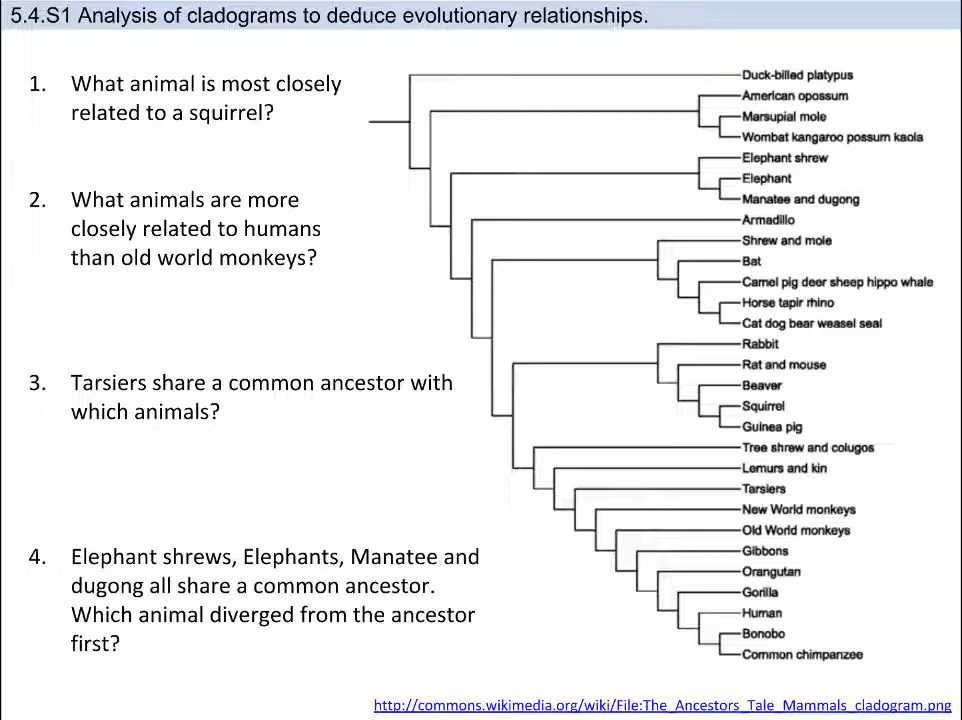 5.4.S1 Analysis of cladograms to deduce evolutionary relationships.
1. What animal is most closely
related to a squirrel?
2. What animals are more
closely related to humans
than old world monkeys?
3. Tarsiers share a common ancestor with
which animals?
4. Elephant shrews, Elephants, Manatee and
dugong all share a common ancestor.
Which animal diverged from the ancestor
first?
Duck-billed platypus
American opossum
Marsupial mole
Wombat kangaroo possum kaola
Elephant shrew
Elephant
Manatee and dugong
Armadillo
Shrew and mole
Bat
Camel pig deer sheep hippo whale
Horse tapir rhino
Cat dog bear weasel seal
Rabbit
Rat and mouse
Beaver
Squirrel
Guinea pig
Tree shrew and colugos
Lemurs and kin
Tarsiers
New World monkeys
Old World monkeys
Gibbons
Orangutan
Gorilla
Human
Bonobo
Common chimpanzee
http://commons.wikimedia.org/wiki/File:The_Ancestors_Tale_Mammals_cladogram.png